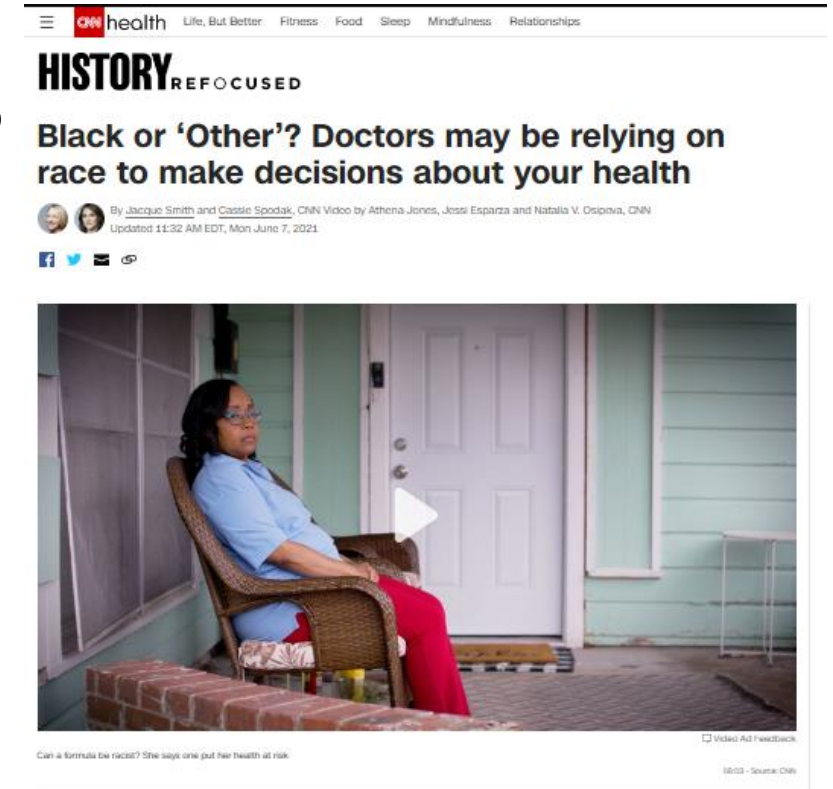 CNN health Life, But Better Fitness Food Sleep Mindfulness Relationships
HISTORY REFOCUSED
Black or ‘Other’? Doctors may be relying on
race to make decisions about your health
By Jacque Smith and Cassie Spodak, CNN Video by Athena Jones, Jessi Esparza and Natalia V. Osipova, CNN
Updated 11:32 AM EDT, Mon June 7, 2021
Video Ad Feedback
Can a formula be racist? She says one put her health at risk
- Source: CNN